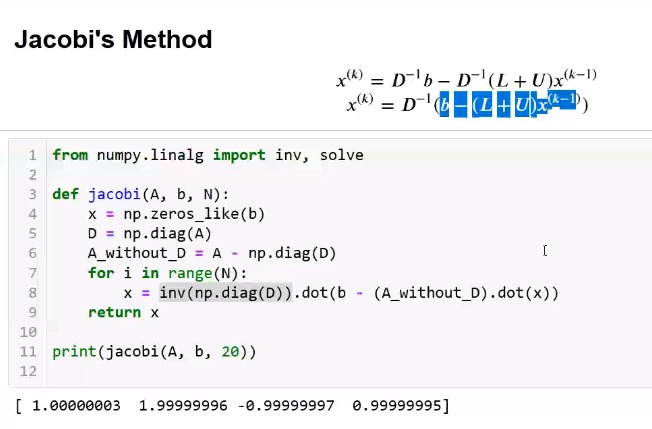 Jacobi's Method
x^(k) = D^−1 b − D^−1 (L + U)x^(k−1)
x^(k) = D^−1 (b − (L + U)x^(k−1))
1 from numpy.linalg import inv, solve
2
3 def jacobi(A, b, N):
4     x = np.zeros_like(b)
5     D = np.diag(A)
6     A_without_D = A - np.diag(D)
7     for i in range(N):
8         x = inv(np.diag(D)).dot(b - (A_without_D).dot(x))
9     return x
10
11 print(jacobi(A, b, 20))
12
[ 1.00000003  1.99999996 -0.99999997  0.99999995]